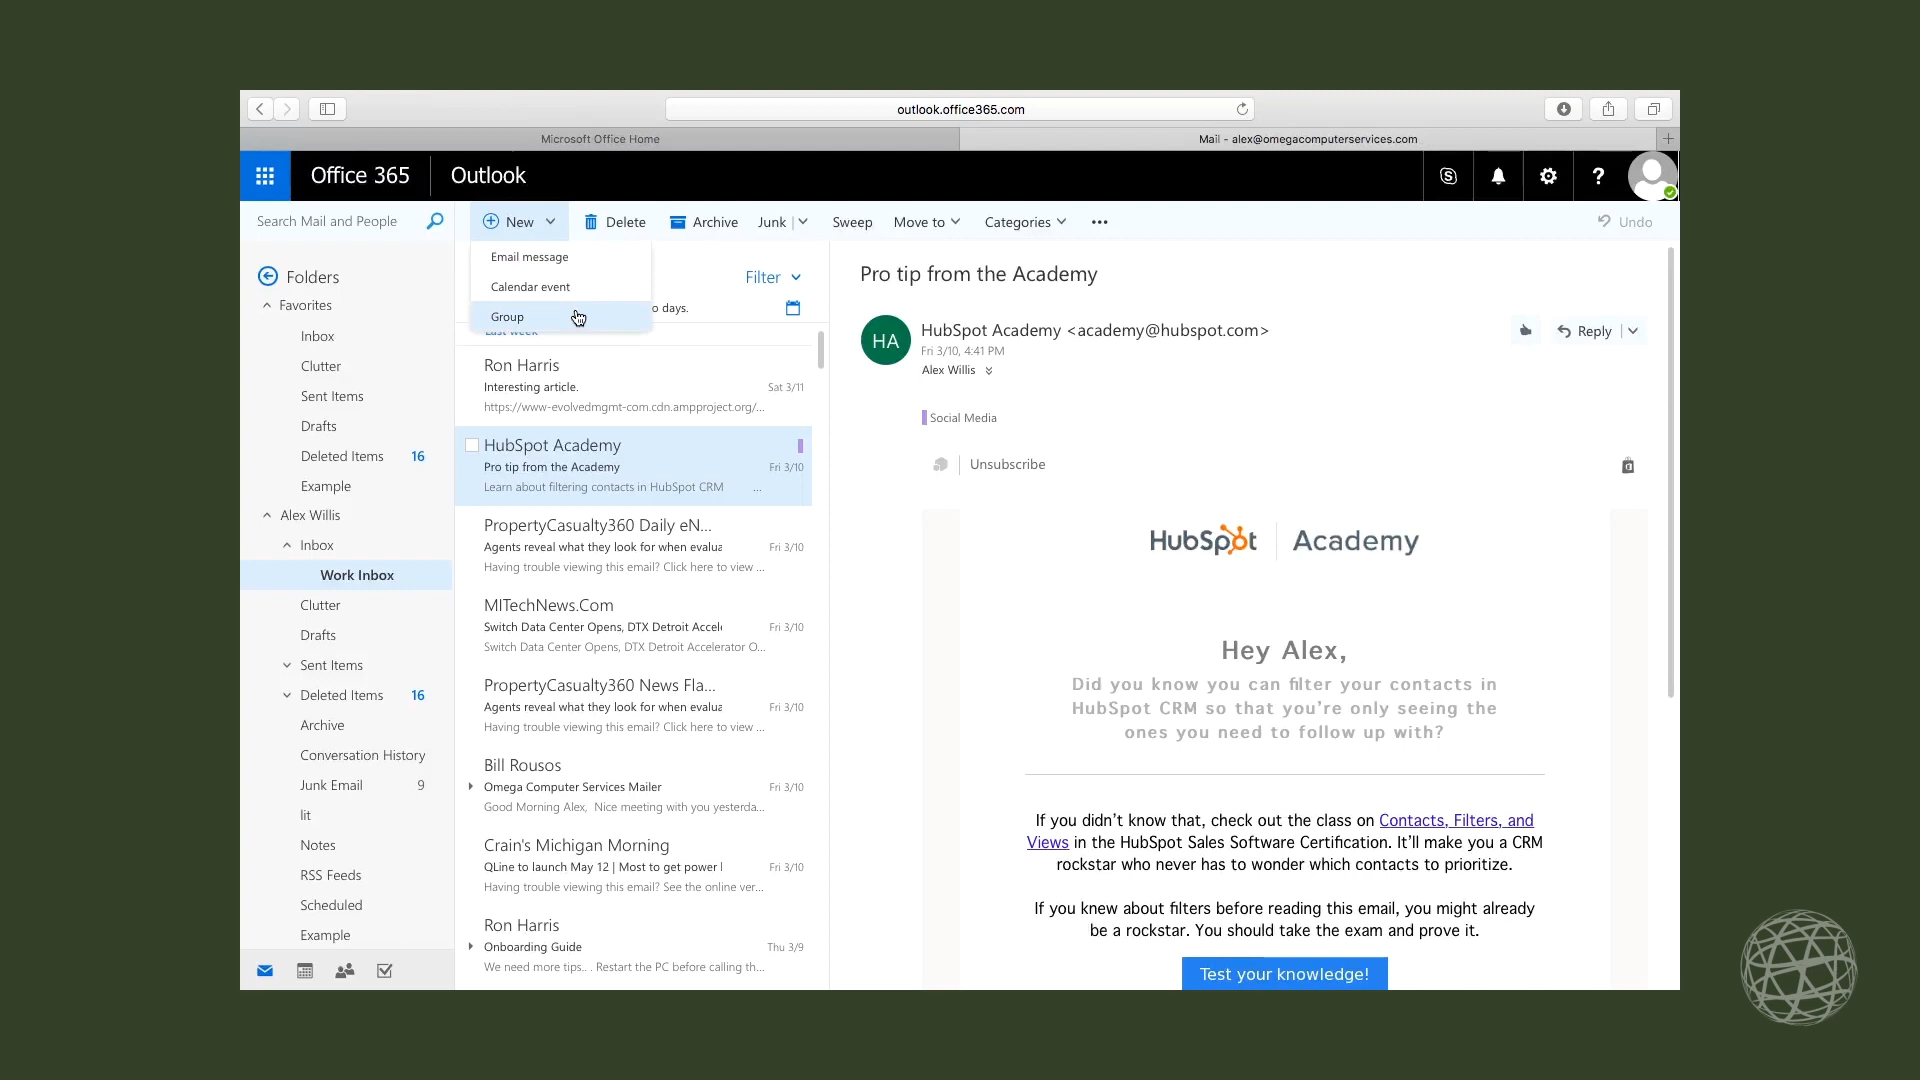 outlook.office365.com
Microsoft Office Home
Mail - alex@omegacomputerservices.com
Office 365
Outlook
?
Search Mail and People
New
Delete
Archive
Junk
Sweep
Move to
Categories
Undo
Email message
Calendar event
Group
Filter
o days.
Last week
Folders
Favorites
Inbox
Clutter
Sent Items
Drafts
Deleted Items 16
Example
Alex Willis
Inbox
Work Inbox
Clutter
Drafts
Sent Items
Deleted Items 16
Archive
Conversation History
Junk Email 9
lit
Notes
RSS Feeds
Scheduled
Example
Ron Harris
Interesting article. Sat 3/11
https://www-evolvedmgmt-com.cdn.ampproject.org/...
HubSpot Academy
Pro tip from the Academy Fri 3/10
Learn about filtering contacts in HubSpot CRM ...
PropertyCasualty360 Daily eN...
Agents reveal what they look for when evalua Fri 3/10
Having trouble viewing this email? Click here to view ...
MITechNews.Com
Switch Data Center Opens, DTX Detroit Accele Fri 3/10
Switch Data Center Opens, DTX Detroit Accelerator O...
PropertyCasualty360 News Fla...
Agents reveal what they look for when evalua Fri 3/10
Having trouble viewing this email? Click here to view ...
Bill Rousos
Omega Computer Services Mailer Fri 3/10
Good Morning Alex, Nice meeting with you yesterda...
Crain's Michigan Morning
QLine to launch May 12 | Most to get power l Fri 3/10
Having trouble viewing this email? See the online ver...
Ron Harris
Onboarding Guide Thu 3/9
We need more tips.. . Restart the PC before calling th...
Pro tip from the Academy
HA
HubSpot Academy <academy@hubspot.com>
Fri 3/10, 4:41 PM
Alex Willis
Reply
Social Media
Unsubscribe
HubSpot Academy
Hey Alex,
Did you know you can filter your contacts in
HubSpot CRM so that you're only seeing the
ones you need to follow up with?
If you didn't know that, check out the class on Contacts, Filters, and
Views in the HubSpot Sales Software Certification. It'll make you a CRM
rockstar who never has to wonder which contacts to prioritize.
If you knew about filters before reading this email, you might already
be a rockstar. You should take the exam and prove it.
Test your knowledge!